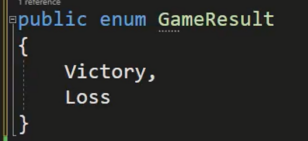 1 reference
public enum GameResult
{
Victory,
Loss
}